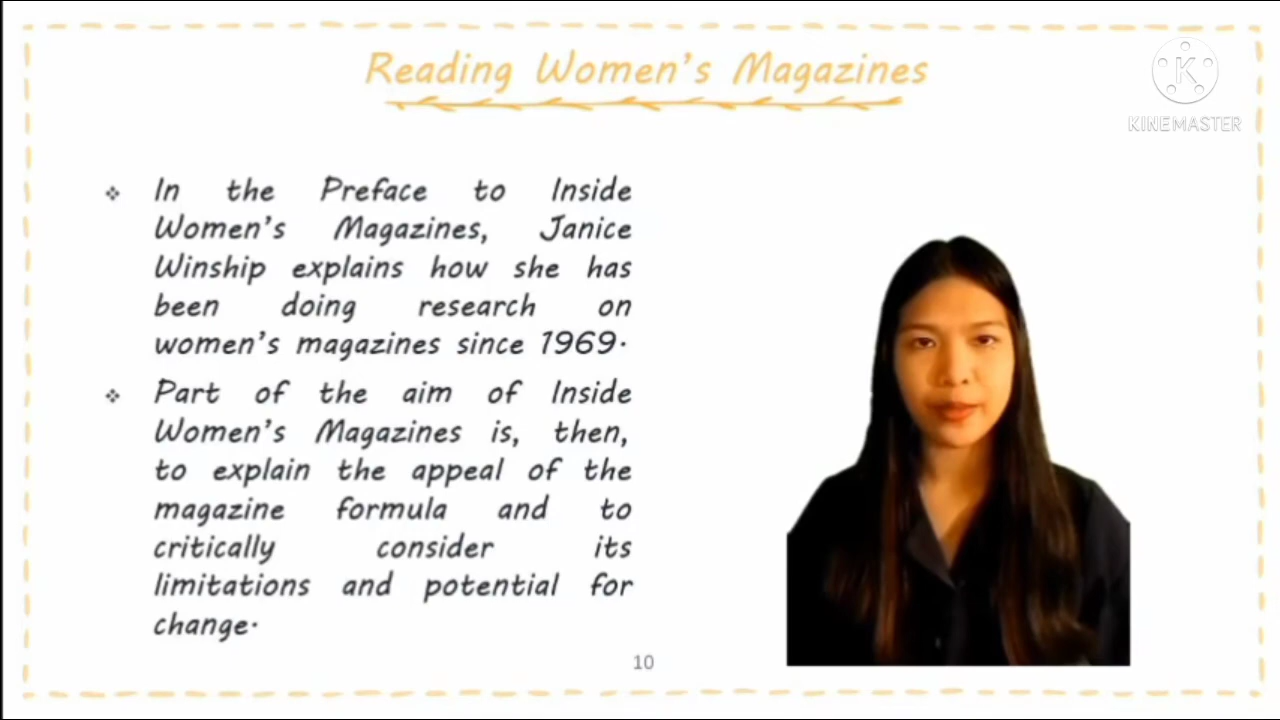 Reading Women's Magazines
K
KINEMASTER
❖ In the Preface to Inside
Women's Magazines, Janice
Winship explains how she has
been doing research on
women's magazines since 1969.
❖ Part of the aim of Inside
Women's Magazines is, then,
to explain the appeal of the
magazine formula and to
critically consider its
limitations and potential for
change.
10